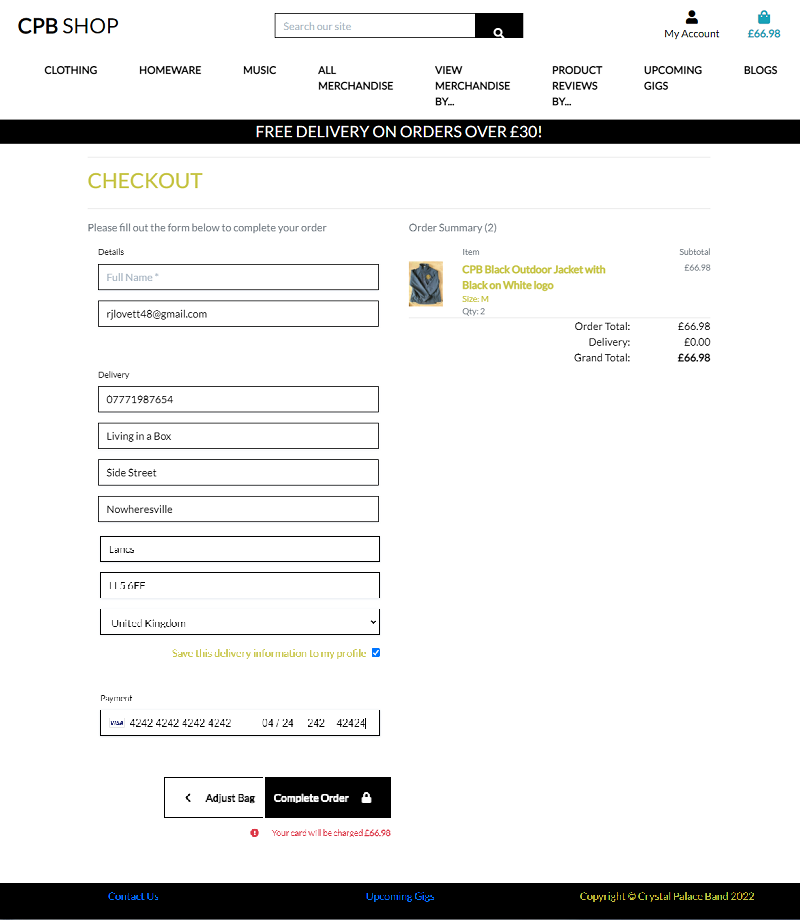 CPB SHOP
Search our site
My Account
£66.98
CLOTHING
HOMEWARE
MUSIC
ALL MERCHANDISE
VIEW MERCHANDISE BY...
PRODUCT REVIEWS BY...
UPCOMING GIGS
BLOGS
FREE DELIVERY ON ORDERS OVER £30!
CHECKOUT
Please fill out the form below to complete your order
Details
Full Name *
rjlovett48@gmail.com
Delivery
07771987654
Living in a Box
Side Street
Nowheresville
Lancs
United Kingdom
Save this delivery information to my profile
Payment
VISA 4242 4242 4242 4242 04 / 24 242 42424
Adjust Bag
Complete Order
Your card will be charged £66.98
Order Summary (2)
Item Subtotal
CPB Black Outdoor Jacket with £66.98
Black on White logo
Size: M
Qty: 2
Order Total: £66.98
Delivery: £0.00
Grand Total: £66.98
Contact Us
Upcoming Gigs
Copyright © Crystal Palace Band 2022